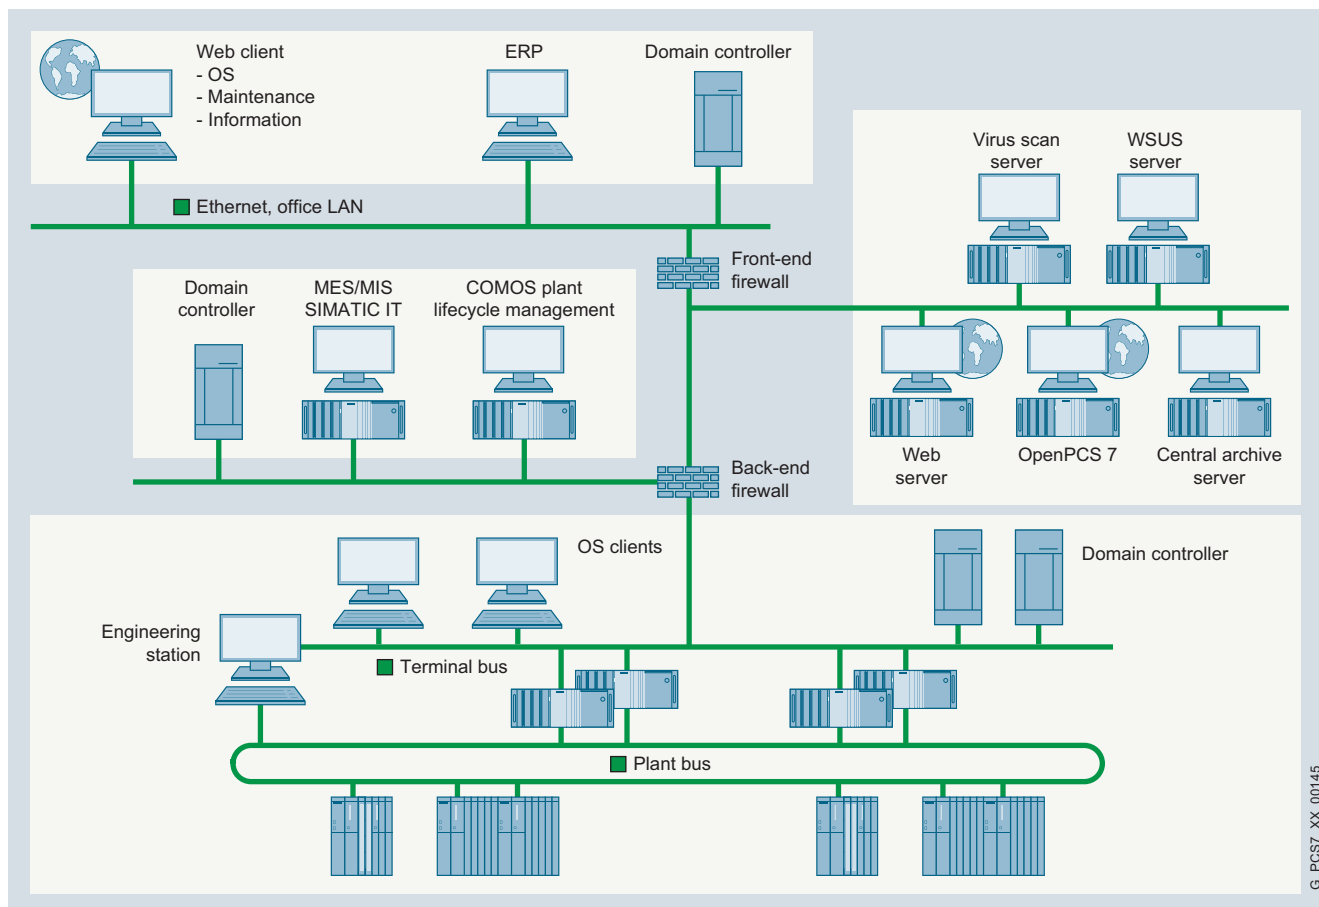 Web client
- OS
- Maintenance
- Information
ERP
Domain controller
Ethernet, office LAN
Virus scan
server
WSUS
server
Front-end
firewall
Domain
controller
MES/MIS
SIMATIC IT
COMOS plant
lifecycle management
Web
server
OpenPCS 7
Central archive
server
Back-end
firewall
OS clients
Domain controller
Engineering
station
Terminal bus
Plant bus
G_PCS7_XX_00145